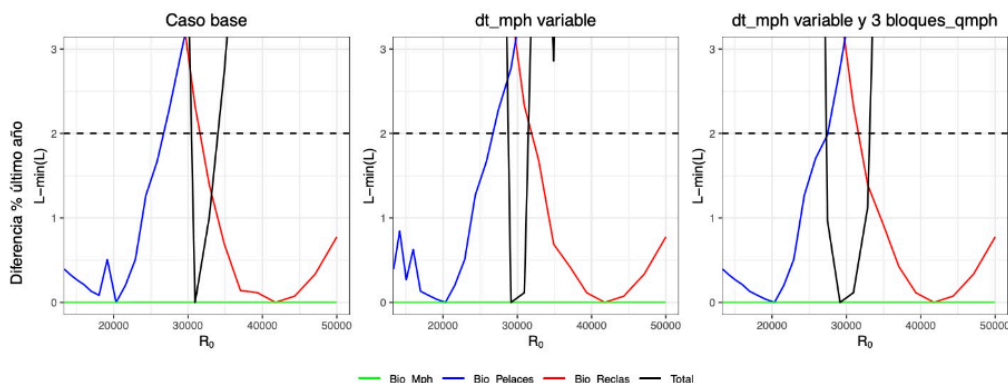 Caso base
dt_mph variable
dt_mph variable y 3 bloques_qmph
Diferencia % último año
L-min(L)
L-min(L)
L-min(L)
3
2
1
0
3
2
1
0
3
2
1
0
20000
30000
40000
50000
20000
30000
40000
50000
20000
30000
40000
50000
R₀
R₀
R₀
Bio_Mph
Bio_Pelaces
Bio_Reclas
Total